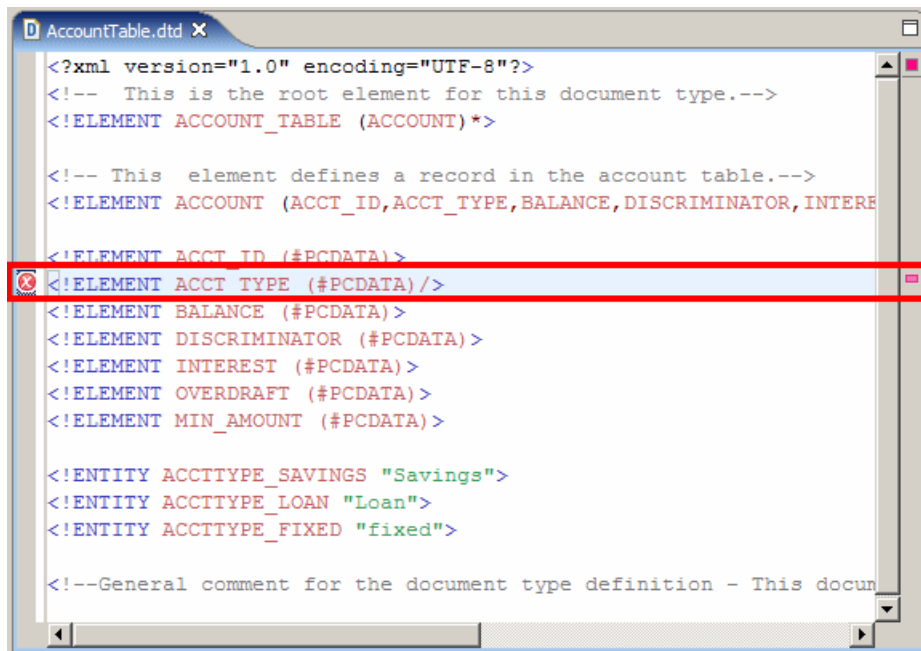 AccountTable.dtd
<?xml version="1.0" encoding="UTF-8"?>
<!--  This is the root element for this document type.-->
<!ELEMENT ACCOUNT_TABLE (ACCOUNT)*>
<!-- This  element defines a record in the account table.-->
<!ELEMENT ACCOUNT (ACCT_ID,ACCT_TYPE,BALANCE,DISCRIMINATOR,INTERE
<!ELEMENT ACCT_ID (#PCDATA)>
<!ELEMENT ACCT_TYPE (#PCDATA)/>
<!ELEMENT BALANCE (#PCDATA)>
<!ELEMENT DISCRIMINATOR (#PCDATA)>
<!ELEMENT INTEREST (#PCDATA)>
<!ELEMENT OVERDRAFT (#PCDATA)>
<!ELEMENT MIN_AMOUNT (#PCDATA)>
<!ENTITY ACCTTYPE_SAVINGS "Savings">
<!ENTITY ACCTTYPE_LOAN "Loan">
<!ENTITY ACCTTYPE_FIXED "fixed">
<!--General comment for the document type definition - This docum